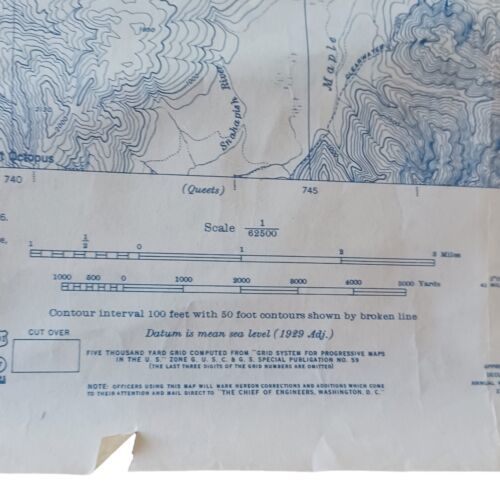 1850
1000
Snahapish River
Maple
CLEARWATER
2120
2000
Octopus
740
(Queets)
745
Scale 1/62500
1 1/2 0 1 2 3 Miles
1000 500 0 1000 2000 3000 4000 5000 Yards
Contour interval 100 feet with 50 foot contours shown by broken line
Datum is mean sea level (1929 Adj.)
CUT OVER
FIVE THOUSAND YARD GRID COMPUTED FROM "GRID SYSTEM FOR PROGRESSIVE MAPS
IN THE U. S." ZONE G. U. S. C. & G. S. SPECIAL PUBLICATION NO. 59
(THE LAST THREE DIGITS OF THE GRID NUMBERS ARE OMITTED)
NOTE: OFFICERS USING THIS MAP WILL MARK HEREON CORRECTIONS AND ADDITIONS WHICH COME
TO THEIR ATTENTION AND MAIL DIRECT TO "THE CHIEF OF ENGINEERS, WASHINGTON, D. C."